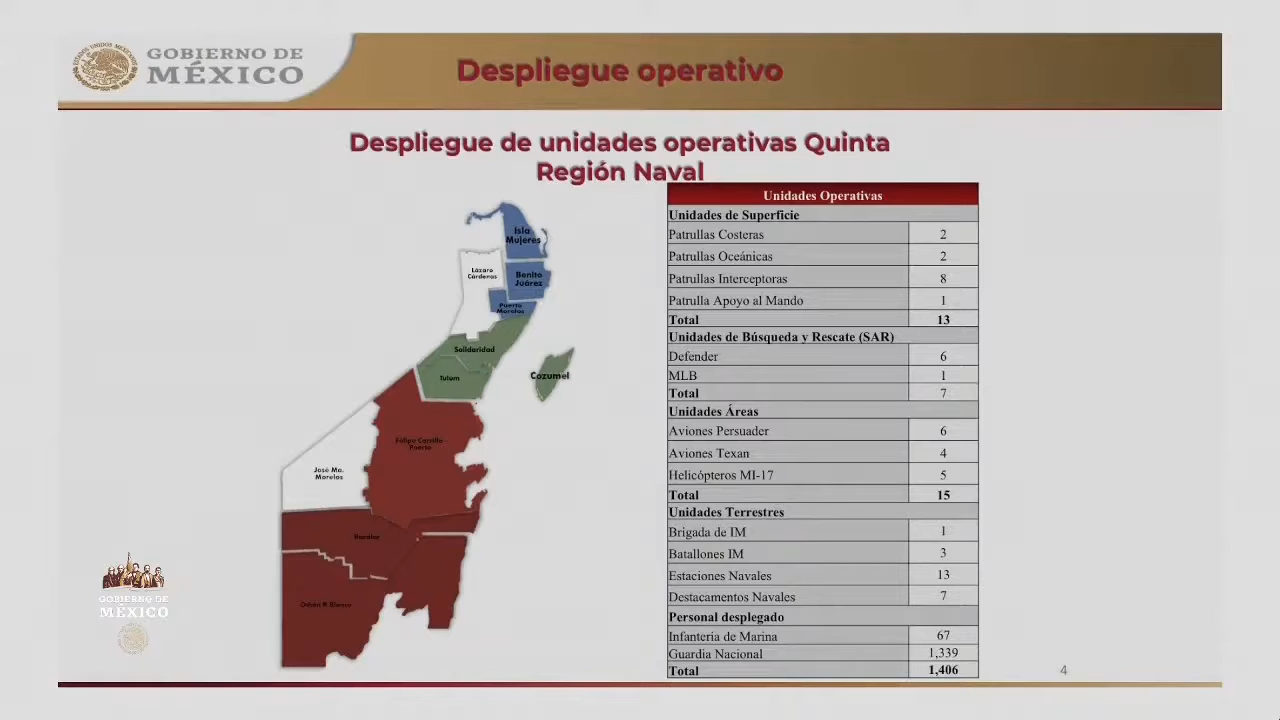 GOBIERNO DE
MÉXICO
Despliegue operativo
Despliegue de unidades operativas Quinta
Región Naval
Isla
Mujeres
Lázaro
Cárdenas
Benito
Juárez
Puerto
Morelos
Solidaridad
Tulum
Cozumel
Felipe Carrillo
Puerto
José Ma.
Morelos
Bacalar
Othón P. Blanco
Unidades Operativas
Unidades de Superficie
Patrullas Costeras 2
Patrullas Oceánicas 2
Patrullas Interceptoras 8
Patrulla Apoyo al Mando 1
Total 13
Unidades de Búsqueda y Rescate (SAR)
Defender 6
MLB 1
Total 7
Unidades Áreas
Aviones Persuader 6
Aviones Texan 4
Helicópteros MI-17 5
Total 15
Unidades Terrestres
Brigada de IM 1
Batallones IM 3
Estaciones Navales 13
Destacamentos Navales 7
Personal desplegado
Infantería de Marina 67
Guardia Nacional 1,339
Total 1,406
GOBIERNO DE
MÉXICO
4